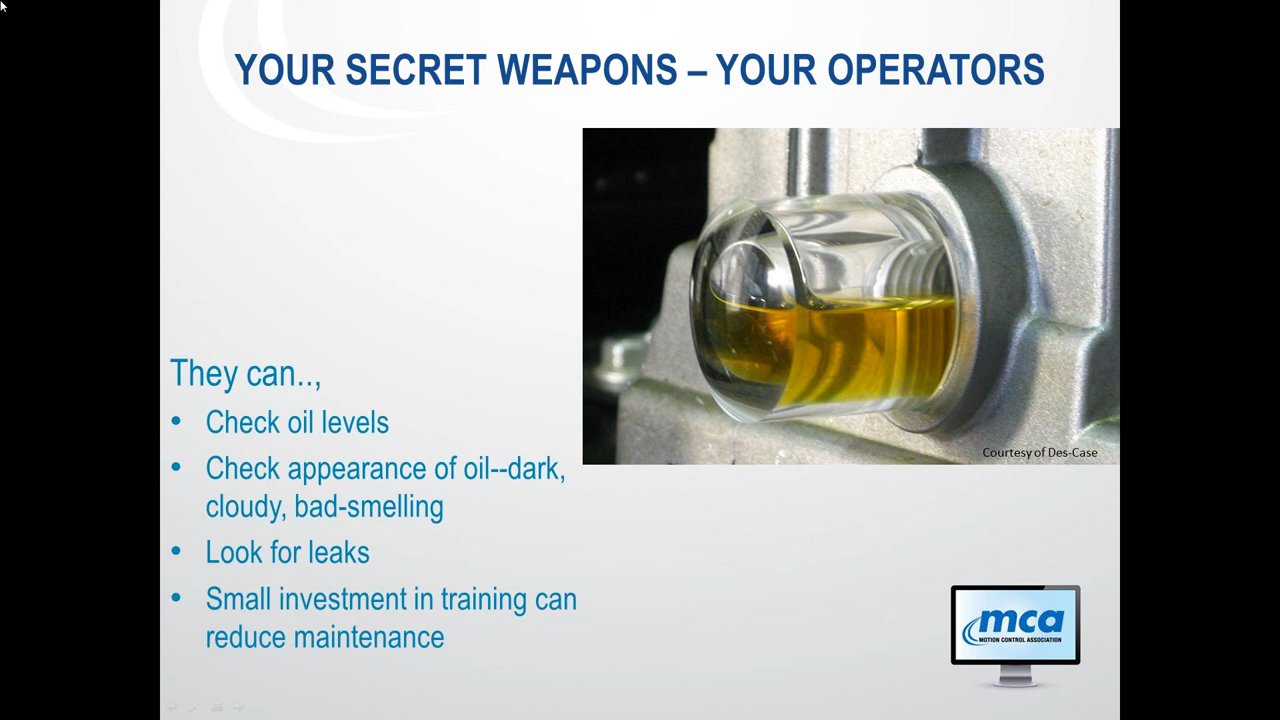 YOUR SECRET WEAPONS – YOUR OPERATORS
Courtesy of Des-Case
They can..,
• Check oil levels
• Check appearance of oil--dark,
cloudy, bad-smelling
• Look for leaks
• Small investment in training can
reduce maintenance
mca
MOTION CONTROL ASSOCIATION